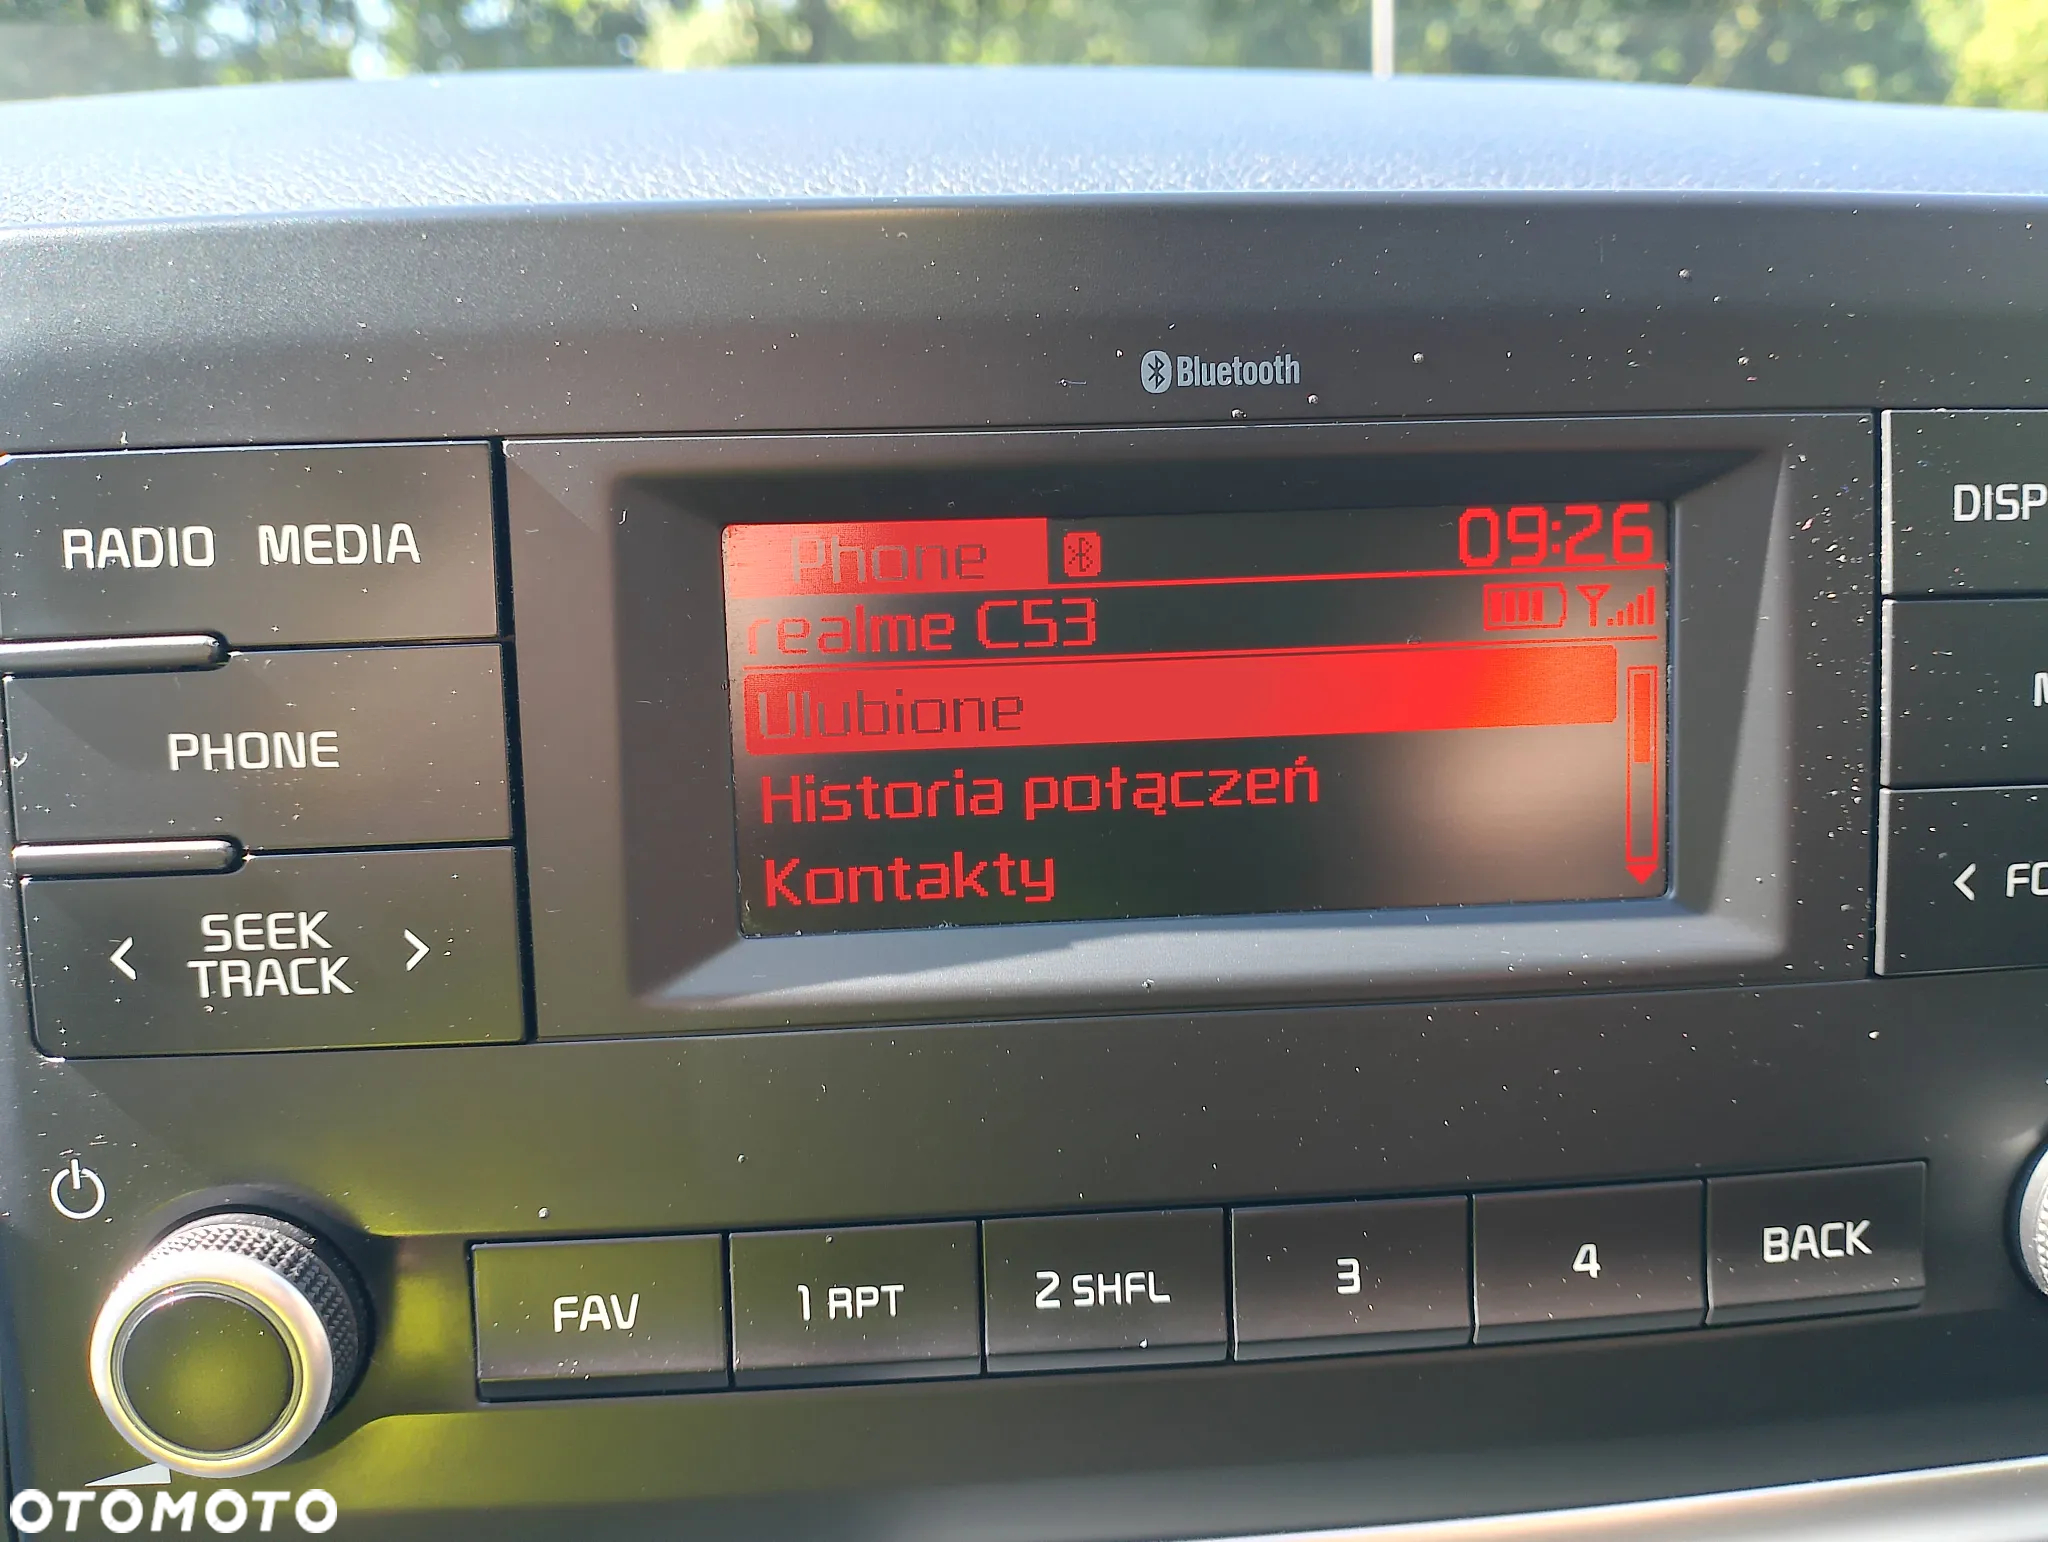 Bluetooth
RADIO MEDIA
DISP
Phone 09:26
realme C53
Ulubione
Historia połączeń
Kontakty
PHONE
M
< SEEK TRACK >
< FO
FAV
1 RPT
2 SHFL
3
4
BACK
OTOMOTO